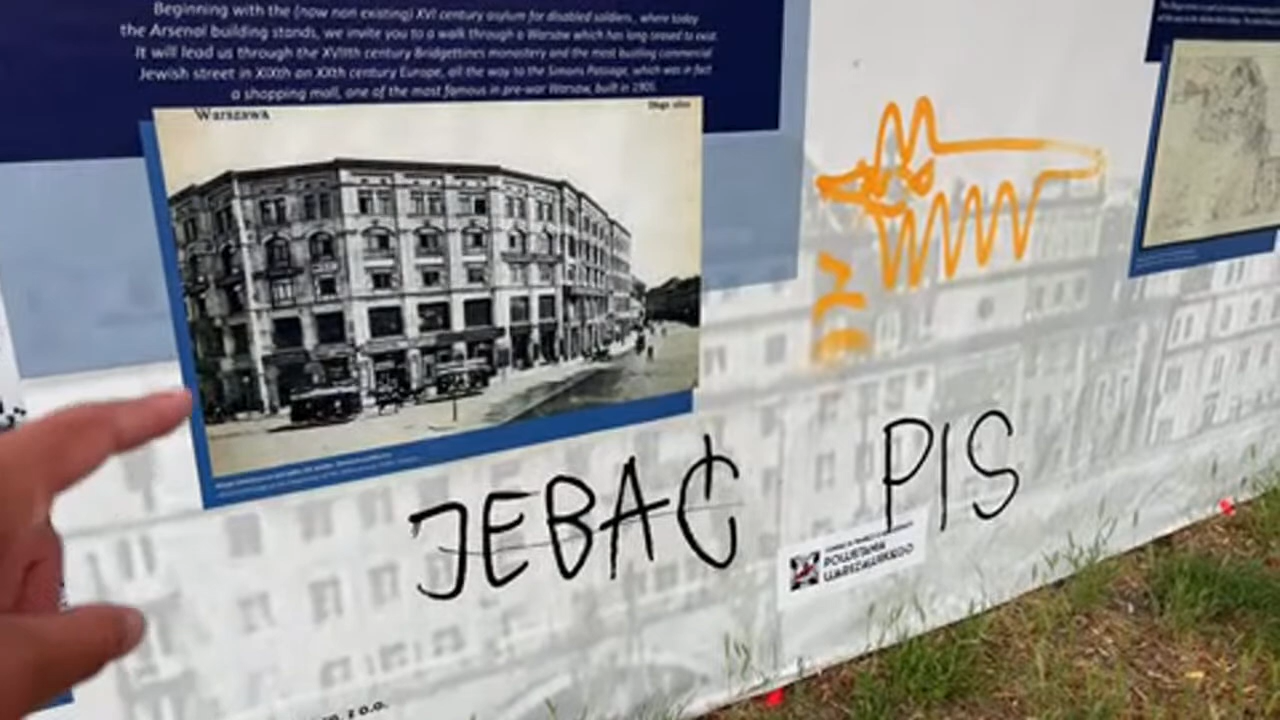 Beginning with the (now non existing) XVI century asylum for disabled soldiers, where today
the Arsenal building stands, we invite you to a walk through a Warsaw which has long ceased to exist.
It will lead us through the XVIIth century Bridgettines monastery and the most bustling commercial
Jewish street in XIXth an XXth century Europe, all the way to the Simons Passage, which was in fact
a shopping mall, one of the most famous in pre-war Warsaw, built in 1903.
Warszawa
Długa ulica
JEBAĆ PIS
POWSTANIA
WARSZAWSKIEGO
z o.o.